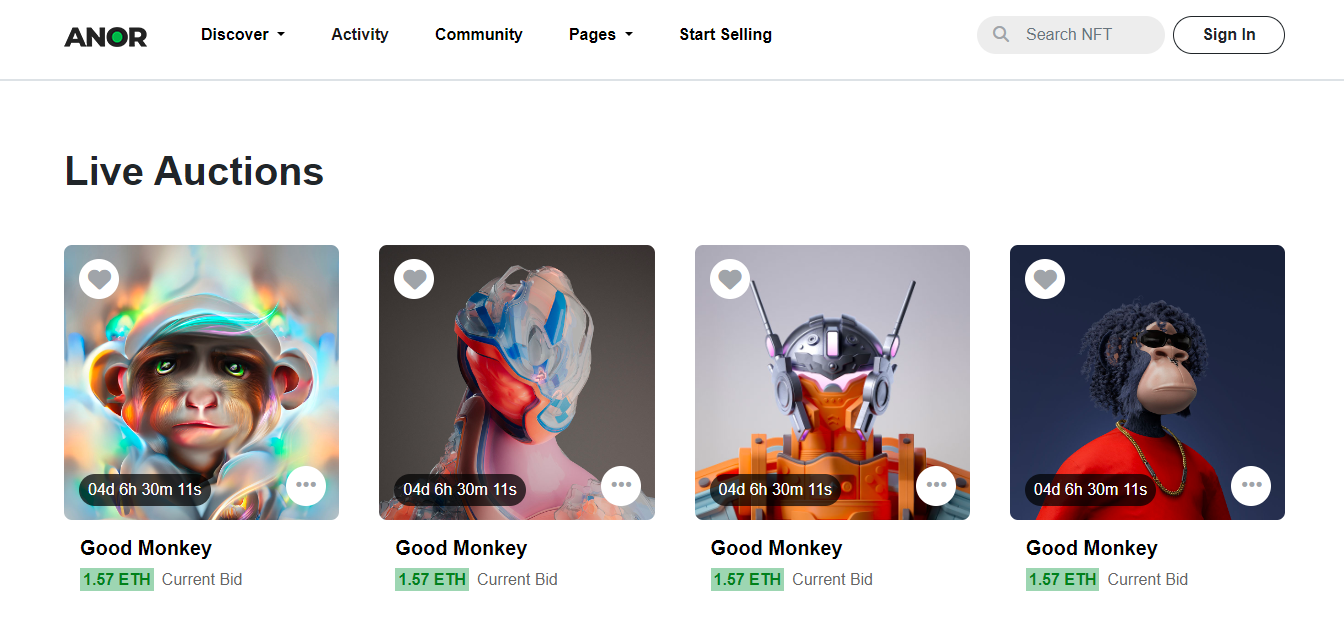 ANOR Discover Activity Community Pages Start Selling Search NFT Sign In
Live Auctions
04d 6h 30m 11s 04d 6h 30m 11s 04d 6h 30m 11s 04d 6h 30m 11s
Good Monkey Good Monkey Good Monkey Good Monkey
1.57 ETH Current Bid 1.57 ETH Current Bid 1.57 ETH Current Bid 1.57 ETH Current Bid